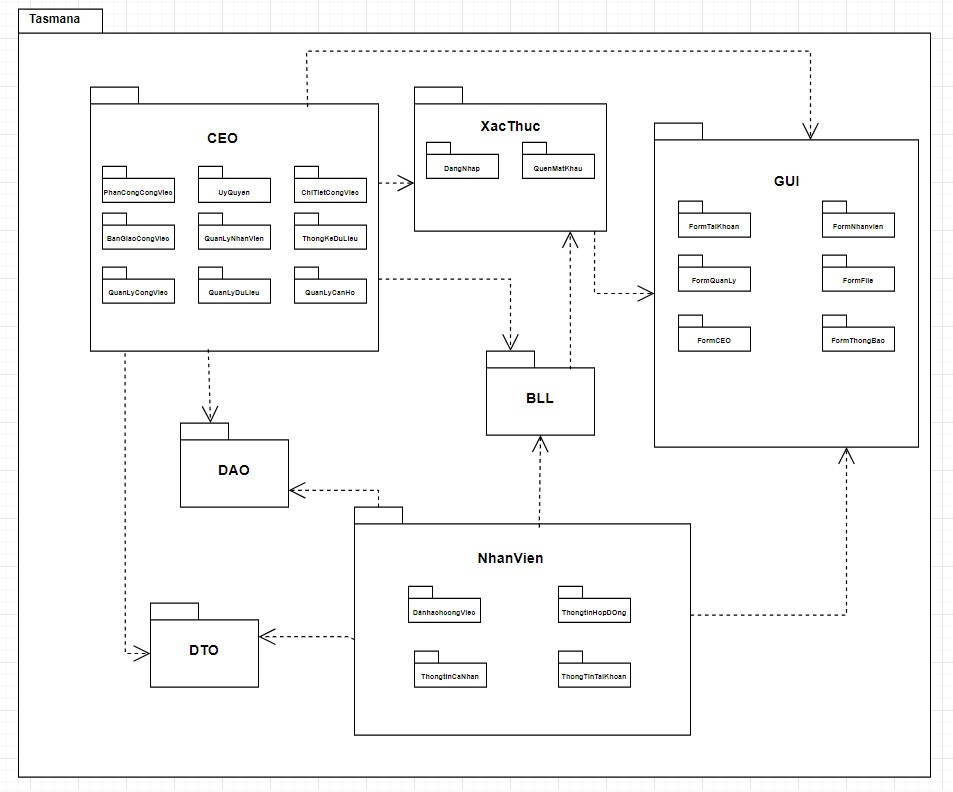 Tasmana
CEO
PhanCongCongViec
UyQuyen
ChiTietCongViec
BanGiaoCongViec
QuanLyNhanVien
ThongKeDuLieu
QuanLyCongViec
QuanLyDuLieu
QuanLyCanHo
XacThuc
DangNhap
QuenMatKhau
GUI
FormTaiKhoan
FormNhanvien
FormQuanLy
FormFile
FormCEO
FormThongBao
BLL
DAO
DTO
NhanVien
ThongtinHopDOng
ThongtinCaNhan
ThongTinTaiKhoan